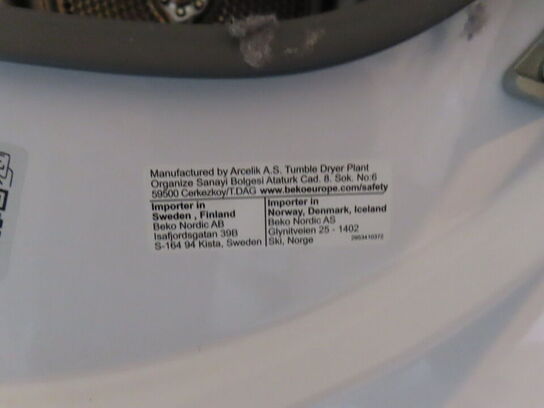 Manufactured by Arcelik A.S. Tumble Dryer Plant
Organize Sanayi Bolgesi Ataturk Cad. 8. Sok. No:6
59500 Cerkezkoy/T.DAG www.bekoeurope.com/safety
Importer in
Sweden , Finland
Beko Nordic AB
Isafjordsgatan 39B
S-164 94 Kista, Sweden
Importer in
Norway, Denmark, Iceland
Beko Nordic AS
Glynitveien 25 - 1402
Ski, Norge
2953410372